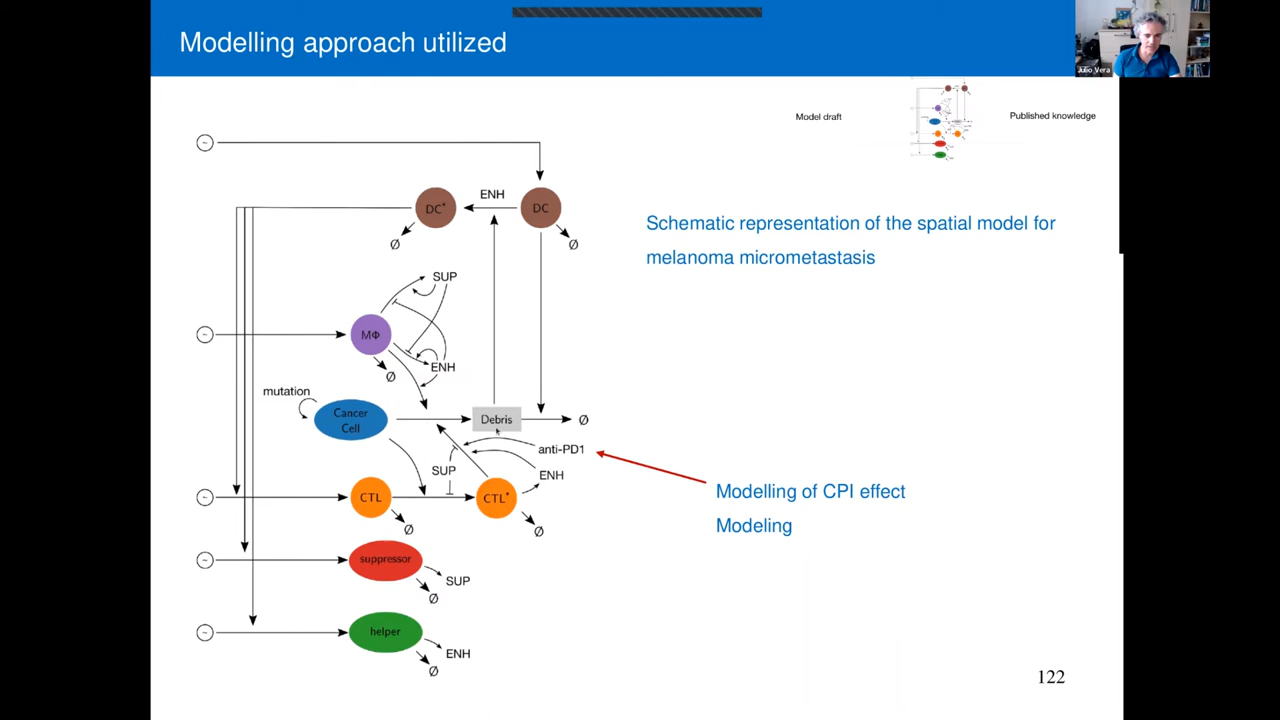 Modelling approach utilized
Julio Vera
Model draft
Published knowledge
~
DC*
ENH
DC
Ø
Ø
Schematic representation of the spatial model for
melanoma micrometastasis
SUP
~
MΦ
ENH
Ø
mutation
Cancer
Cell
Debris
Ø
anti-PD1
SUP
ENH
~
CTL
CTL*
Ø
Ø
Modelling of CPI effect
Modeling
~
suppressor
SUP
Ø
~
helper
ENH
Ø
122